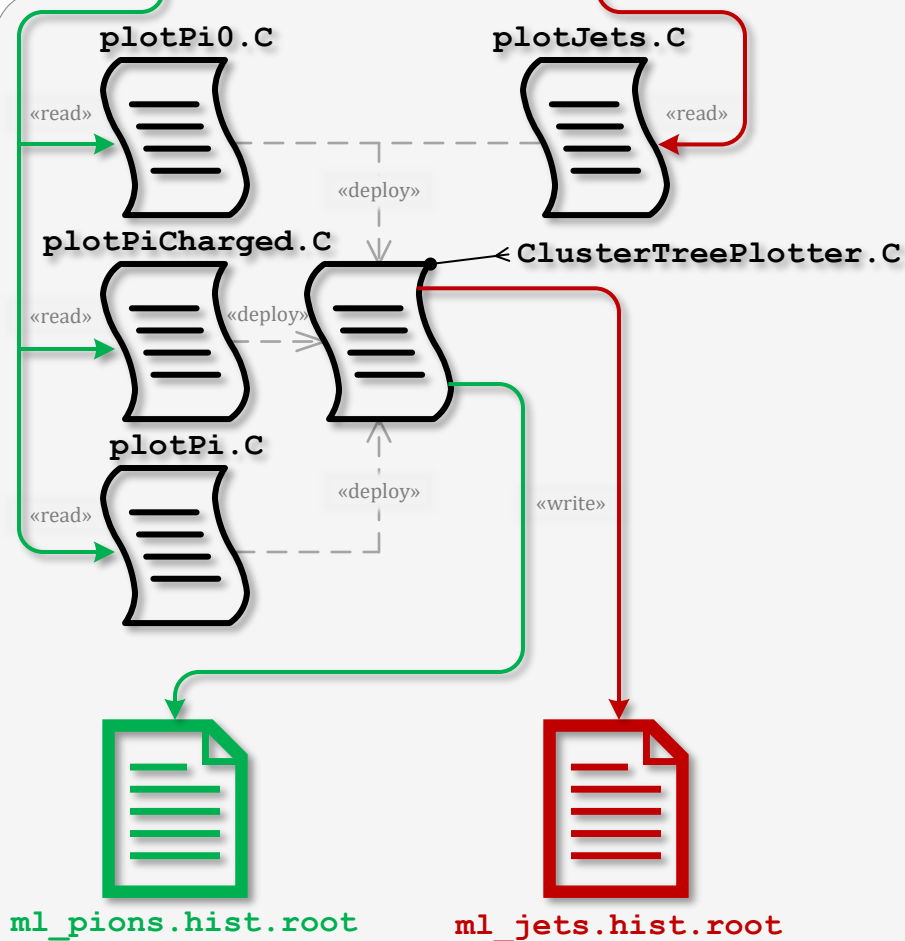 plotPi0.C
plotJets.C
«read»
«read»
«deploy»
plotPiCharged.C
ClusterTreePlotter.C
«read»
«deploy»
plotPi.C
«deploy»
«write»
«read»
ml_pions.hist.root
ml_jets.hist.root